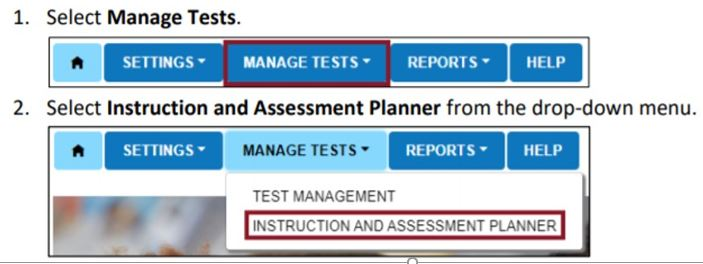 1. Select Manage Tests.
SETTINGS MANAGE TESTS REPORTS HELP
2. Select Instruction and Assessment Planner from the drop-down menu.
SETTINGS MANAGE TESTS REPORTS HELP
TEST MANAGEMENT
INSTRUCTION AND ASSESSMENT PLANNER